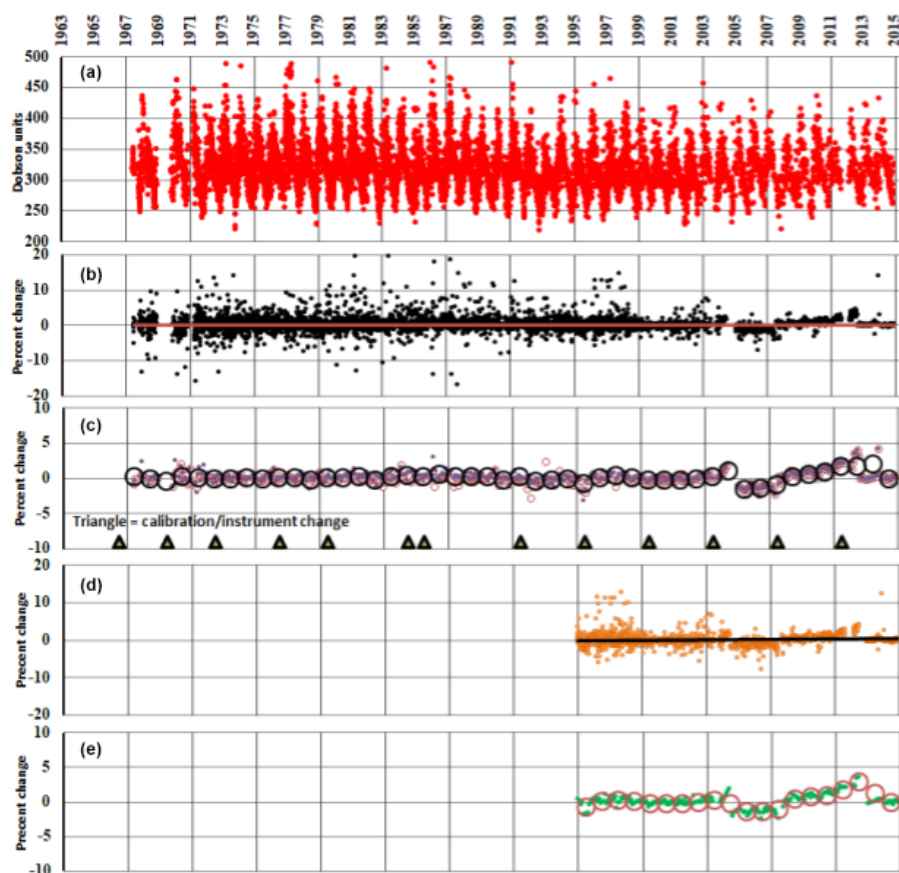 1963 1965 1967 1969 1971 1973 1975 1977 1979 1981 1983 1985 1987 1989 1991 1993 1995 1997 1999 2001 2003 2005 2007 2009 2011 2013 2015
(a)
Dobson units
500
450
400
350
300
250
200
(b)
Percent change
20
10
0
-10
-20
(c)
Percent change
10
5
0
-5
-10
Triangle = calibration/instrument change
(d)
Precent change
20
10
0
-10
-20
(e)
Precent change
10
5
0
-5
-10